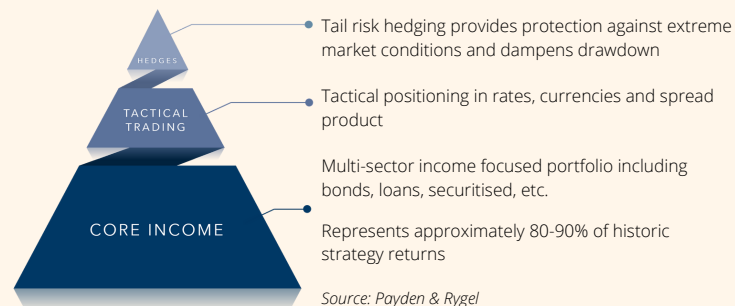 HEDGES
Tail risk hedging provides protection against extreme
market conditions and dampens drawdown
TACTICAL
TRADING
Tactical positioning in rates, currencies and spread
product
CORE INCOME
Multi-sector income focused portfolio including
bonds, loans, securitised, etc.
Represents approximately 80-90% of historic
strategy returns
Source: Payden & Rygel